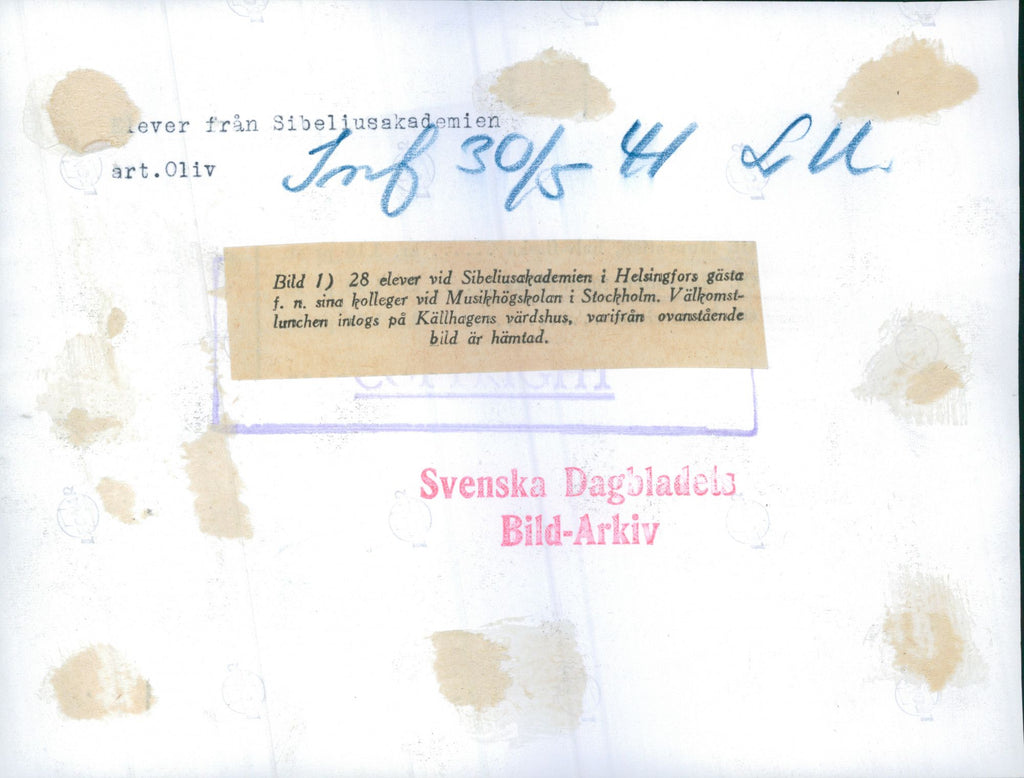 Elever från Sibeliusakademien
art.Oliv
Inf 30/5 41 L U.
Bild 1) 28 elever vid Sibeliusakademien i Helsingfors gästa
f. n. sina kolleger vid Musikhögskolan i Stockholm. Välkomst-
lunchen intogs på Källhagens värdshus, varifrån ovanstående
bild är hämtad.
COPYRIGHT
Svenska Dagbladets
Bild-Arkiv